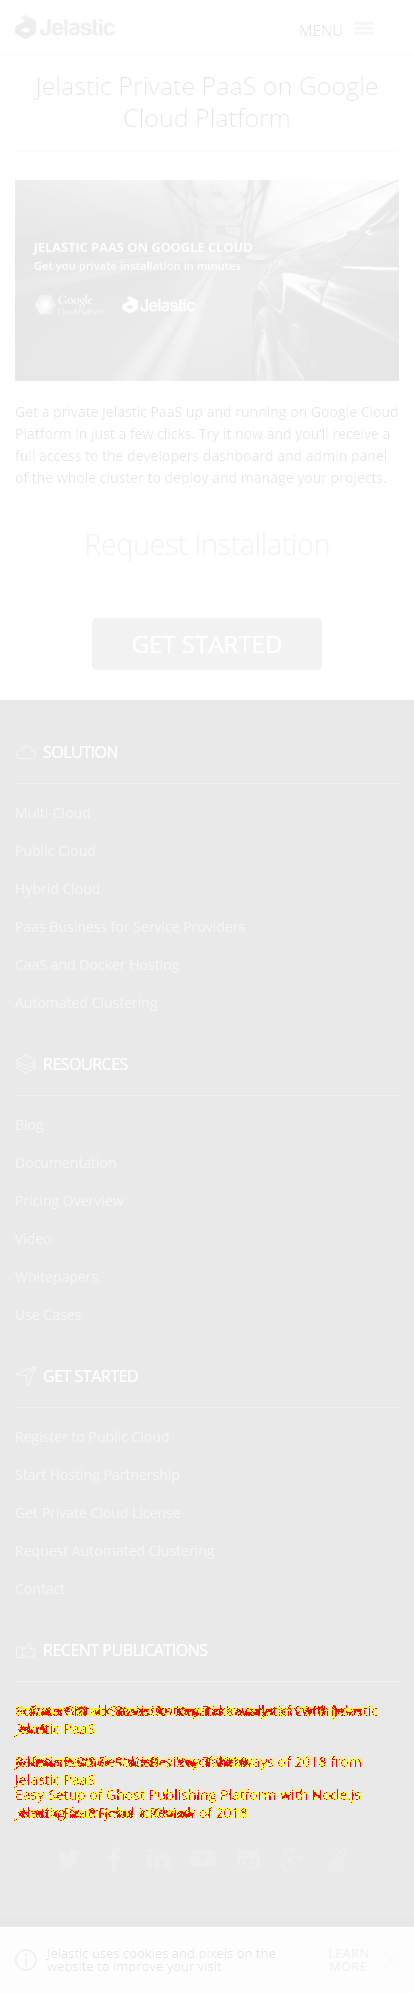 Jelastic
MENU
Jelastic Private PaaS on Google
Cloud Platform
JELASTIC PAAS ON GOOGLE CLOUD
Get you private installation in minutes
Google
Cloud Platform
Jelastic
Get a private Jelastic PaaS up and running on Google Cloud
Platform in just a few clicks. Try it now and you'll receive a
full access to the developers dashboard and admin panel
of the whole cluster to deploy and manage your projects.
Request Installation
GET STARTED
SOLUTION
Multi-Cloud
Public Cloud
Hybrid Cloud
Paas Business for Service Providers
CaaS and Docker Hosting
Automated Clustering
RESOURCES
Blog
Documentation
Pricing Overview
Video
Whitepapers
Use Cases
GET STARTED
Register to Public Cloud
Start Hosting Partnership
Get Private Cloud License
Request Automated Clustering
Contact
RECENT PUBLICATIONS
Jelastic
PaaS
of 2018 from
Jelastic PaaS
Easy Setup of Ghost Publishing Platform with Node.js
of 2018
Jelastic uses cookies and pixels on the
website to improve your visit
LEARN
MORE